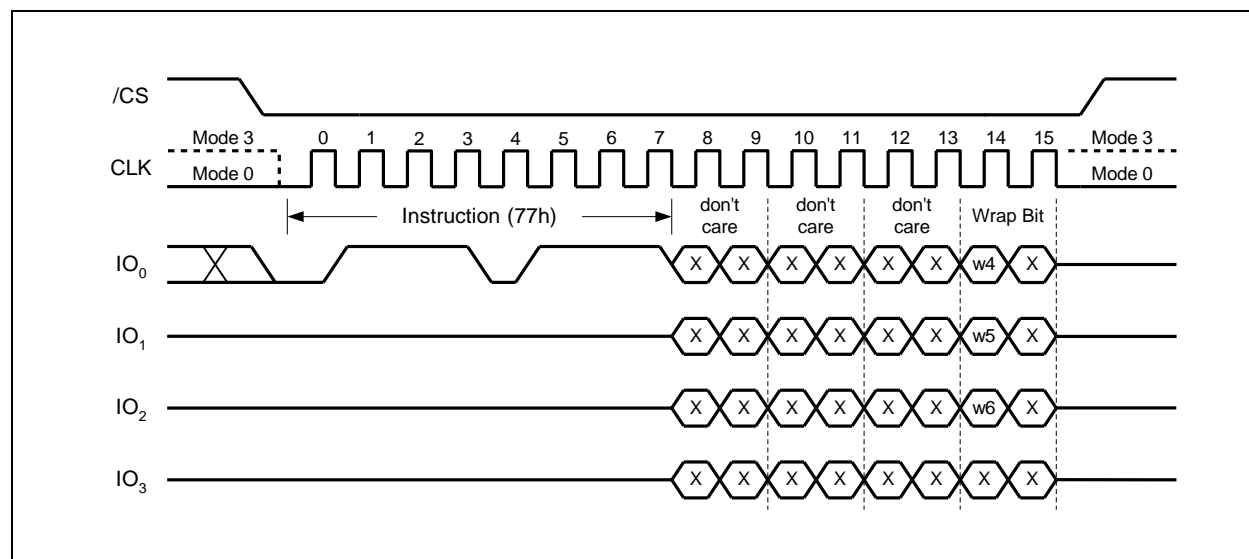 /CS
Mode 3 0 1 2 3 4 5 6 7 8 9 10 11 12 13 14 15 Mode 3
CLK
Mode 0 Mode 0
Instruction (77h) don't care don't care don't care Wrap Bit
IO0 X X X X X X w4 X
IO1 X X X X X X w5 X
IO2 X X X X X X w6 X
IO3 X X X X X X X X